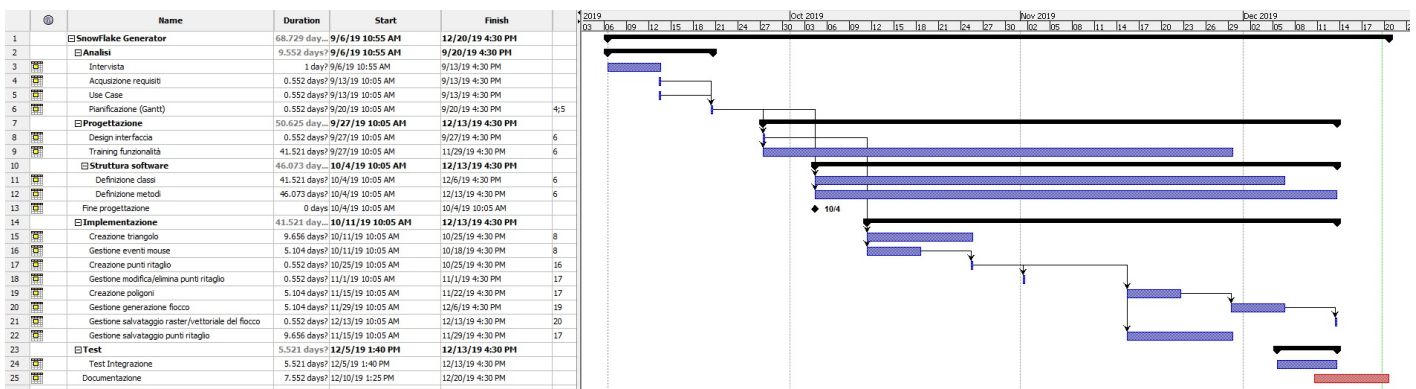 Name Duration Start Finish
1 SnowFlake Generator 68.729 day... 9/6/19 10:55 AM 12/20/19 4:30 PM
2 Analisi 9.552 days? 9/6/19 10:55 AM 9/20/19 4:30 PM
3 Intervista 1 day? 9/6/19 10:55 AM 9/13/19 4:30 PM
4 Acqusizione requisiti 0.552 days? 9/13/19 10:05 AM 9/13/19 4:30 PM
5 Use Case 0.552 days? 9/13/19 10:05 AM 9/13/19 4:30 PM
6 Pianificazione (Gantt) 0.552 days? 9/20/19 10:05 AM 9/20/19 4:30 PM 4;5
7 Progettazione 50.625 day... 9/27/19 10:05 AM 12/13/19 4:30 PM
8 Design interfaccia 0.552 days? 9/27/19 10:05 AM 9/27/19 4:30 PM 6
9 Training funzionalità 41.521 days? 9/27/19 10:05 AM 11/29/19 4:30 PM 6
10 Struttura software 46.073 day... 10/4/19 10:05 AM 12/13/19 4:30 PM
11 Definizione classi 41.521 days? 10/4/19 10:05 AM 12/6/19 4:30 PM 6
12 Definizione metodi 46.073 days? 10/4/19 10:05 AM 12/13/19 4:30 PM 6
13 Fine progettazione 0 days 10/4/19 10:05 AM 10/4/19 10:05 AM
14 Implementazione 41.521 day... 10/11/19 10:05 AM 12/13/19 4:30 PM
15 Creazione triangolo 9.656 days? 10/11/19 10:05 AM 10/25/19 4:30 PM 8
16 Gestione eventi mouse 5.104 days? 10/11/19 10:05 AM 10/18/19 4:30 PM 8
17 Creazione punti ritaglio 0.552 days? 10/25/19 10:05 AM 10/25/19 4:30 PM 16
18 Gestione modifica/elimina punti ritaglio 0.552 days? 11/1/19 10:05 AM 11/1/19 4:30 PM 17
19 Creazione poligoni 5.104 days? 11/15/19 10:05 AM 11/22/19 4:30 PM 17
20 Gestione generazione fiocco 5.104 days? 11/29/19 10:05 AM 12/6/19 4:30 PM 19
21 Gestione salvataggio raster/vettoriale del fiocco 0.552 days? 12/13/19 10:05 AM 12/13/19 4:30 PM 20
22 Gestione salvataggio punti ritaglio 9.656 days? 11/15/19 10:05 AM 11/29/19 4:30 PM 17
23 Test 5.521 days? 12/5/19 1:40 PM 12/13/19 4:30 PM
24 Test Integrazione 5.521 days? 12/5/19 1:40 PM 12/13/19 4:30 PM
25 Documentazione 7.552 days? 12/10/19 1:25 PM 12/20/19 4:30 PM
2019 Oct 2019 Nov 2019 Dec 2019
03 06 09 12 15 18 21 24 27 30 03 06 09 12 15 18 21 24 27 30 02 05 08 11 14 17 20 23 26 29 02 05 08 11 14 17 20
10/4